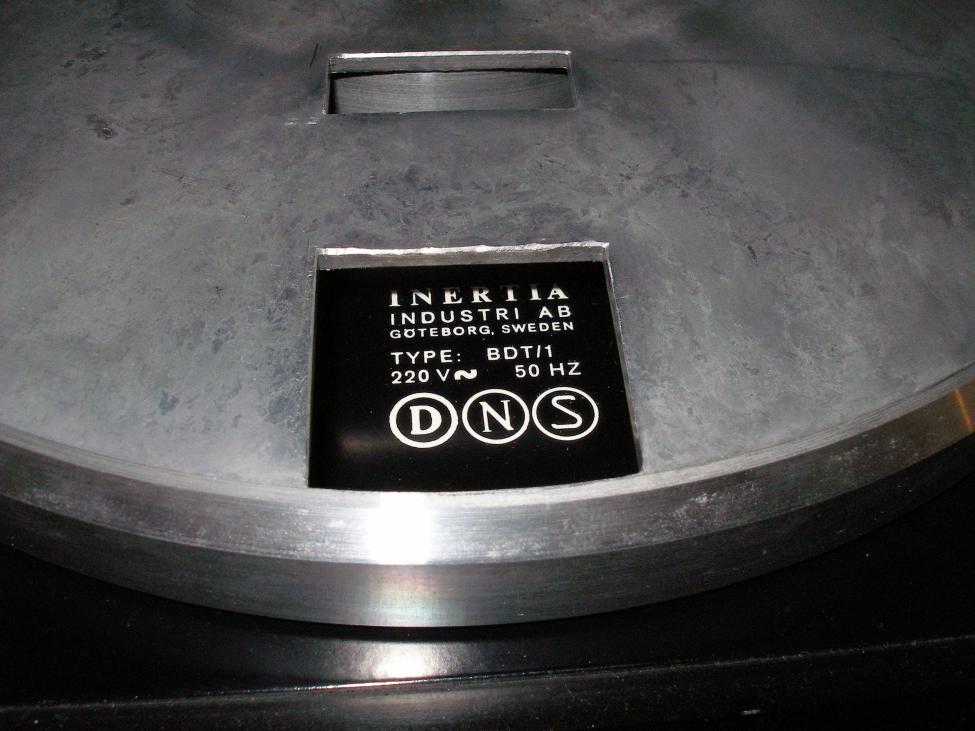 INERTIA
INDUSTRI AB
GÖTEBORG, SWEDEN
TYPE: BDT/1
220 V~ 50 HZ
D N S